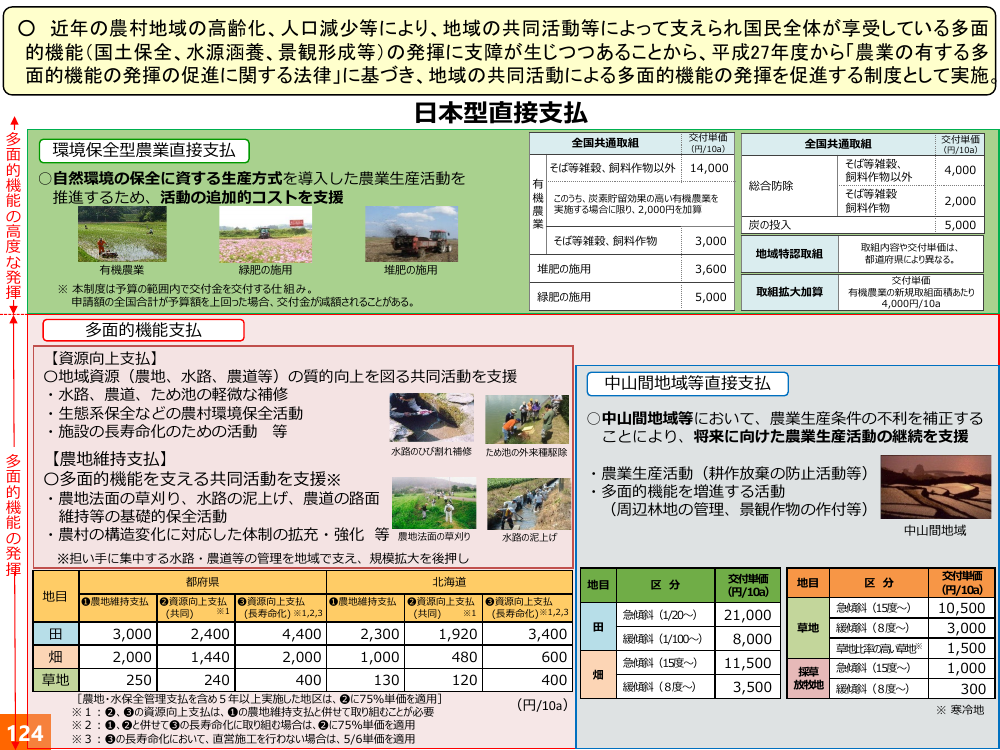 ○ 近年の農村地域の高齢化、人口減少等により、地域の共同活動等によって支えられ国民全体が享受している多面
的機能（国土保全、水源涵養、景観形成等）の発揮に支障が生じつつあることから、平成27年度から「農業の有する多
面的機能の発揮の促進に関する法律」に基づき、地域の共同活動による多面的機能の発揮を促進する制度として実施。
日本型直接支払
多面的機能の高度な発揮
環境保全型農業直接支払
○自然環境の保全に資する生産方式を導入した農業生産活動を
推進するため、活動の追加的コストを支援
有機農業
緑肥の施用
堆肥の施用
※ 本制度は予算の範囲内で交付金を交付する仕組み。
申請額の全国合計が予算額を上回った場合、交付金が減額されることがある。
全国共通取組 交付単価
（円/10a）
有機農業
そば等雑穀、飼料作物以外 14,000
このうち、炭素貯留効果の高い有機農業を
実施する場合に限り、2,000円を加算
そば等雑穀、飼料作物 3,000
堆肥の施用 3,600
緑肥の施用 5,000
全国共通取組 交付単価
（円/10a）
総合防除
そば等雑穀、
飼料作物以外 4,000
そば等雑穀
飼料作物 2,000
炭の投入 5,000
地域特認取組 取組内容や交付単価は、
都道府県により異なる。
取組拡大加算 交付単価
有機農業の新規取組面積あたり
4,000円/10a
多面的機能の発揮
多面的機能支払
【資源向上支払】
○地域資源（農地、水路、農道等）の質的向上を図る共同活動を支援
・水路、農道、ため池の軽微な補修
・生態系保全などの農村環境保全活動
・施設の長寿命化のための活動 等
水路のひび割れ補修
ため池の外来種駆除
【農地維持支払】
○多面的機能を支える共同活動を支援※
・農地法面の草刈り、水路の泥上げ、農道の路面
維持等の基礎的保全活動
・農村の構造変化に対応した体制の拡充・強化 等
農地法面の草刈り
水路の泥上げ
※担い手に集中する水路・農道等の管理を地域で支え、規模拡大を後押し
地目 都府県 北海道
❶農地維持支払 ❷資源向上支払（共同）※1 ❸資源向上支払（長寿命化）※1,2,3 ❶農地維持支払 ❷資源向上支払（共同）※1 ❸資源向上支払（長寿命化）※1,2,3
田 3,000 2,400 4,400 2,300 1,920 3,400
畑 2,000 1,440 2,000 1,000 480 600
草地 250 240 400 130 120 400
［農地・水保全管理支払を含め５年以上実施した地区は、❷に75%単価を適用］
（円/10a）
※１：❷、❸の資源向上支払は、❶の農地維持支払と併せて取り組むことが必要
※２：❶、❷と併せて❸の長寿命化に取り組む場合は、❷に75%単価を適用
※３：❸の長寿命化において、直営施工を行わない場合は、5/6単価を適用
中山間地域等直接支払
○中山間地域等において、農業生産条件の不利を補正する
ことにより、将来に向けた農業生産活動の継続を支援
・農業生産活動（耕作放棄の防止活動等）
・多面的機能を増進する活動
（周辺林地の管理、景観作物の作付等）
中山間地域
地目 区 分 交付単価
（円/10a）
田 急傾斜（1/20～） 21,000
緩傾斜（1/100～） 8,000
畑 急傾斜（15度～） 11,500
緩傾斜（８度～） 3,500
地目 区 分 交付単価
（円/10a）
草地 急傾斜（15度～） 10,500
緩傾斜（８度～） 3,000
草地比率の高い草地※ 1,500
採草
放牧地 急傾斜（15度～） 1,000
緩傾斜（８度～） 300
※ 寒冷地
124